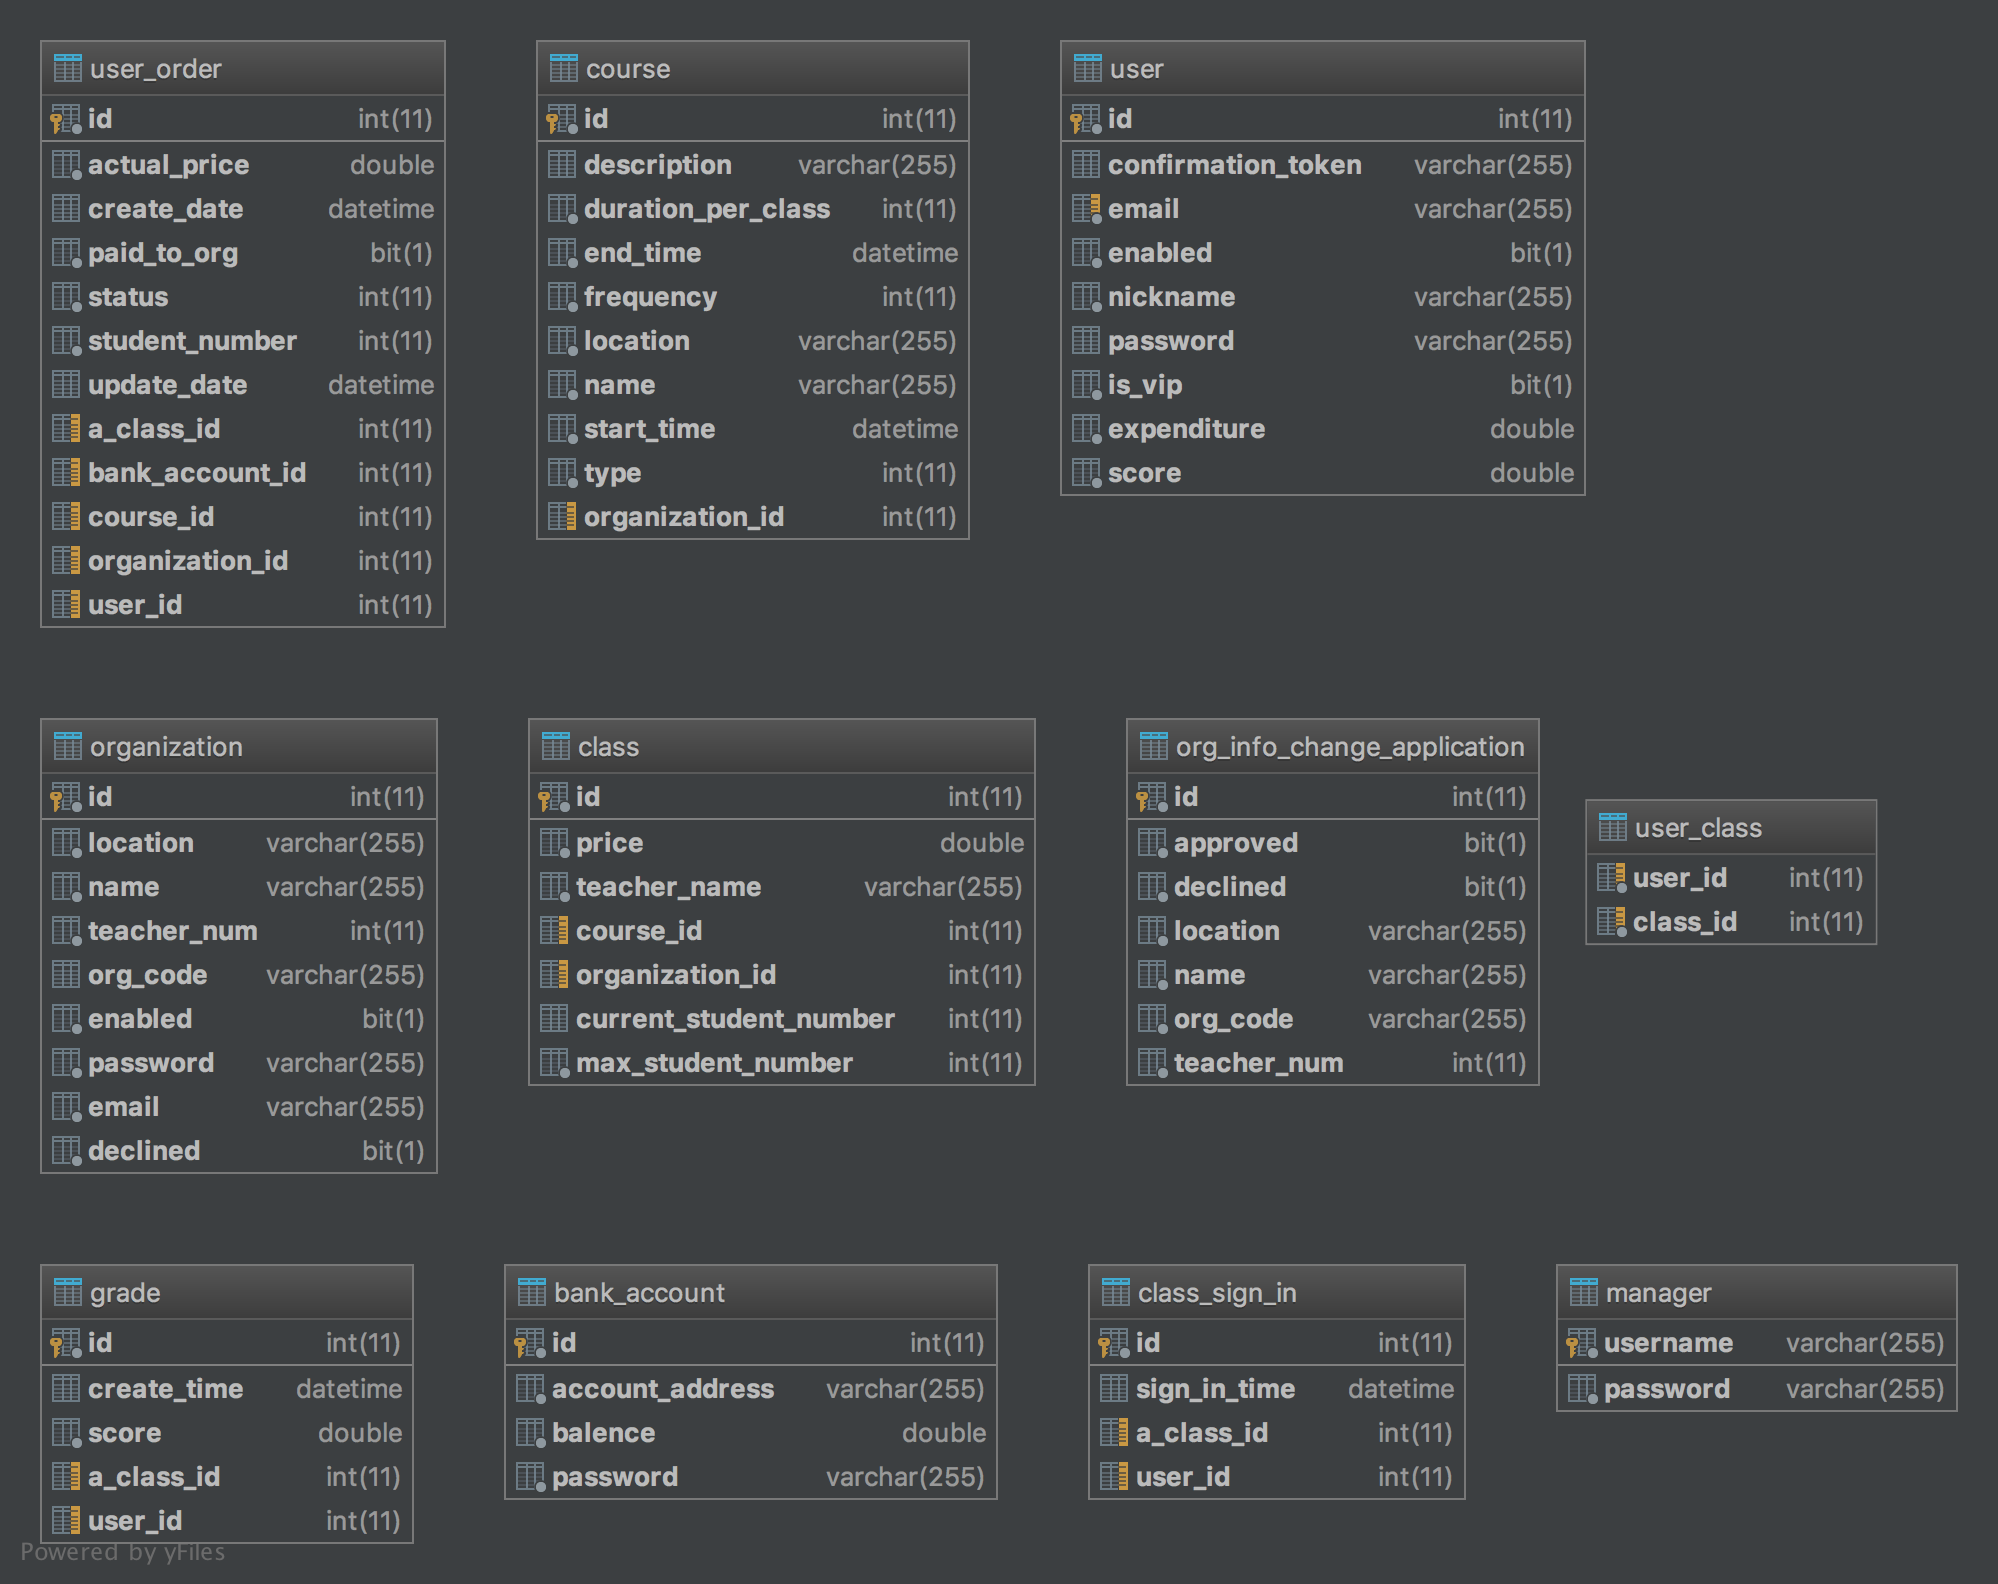 user_order
id int(11)
actual_price double
create_date datetime
paid_to_org bit(1)
status int(11)
student_number int(11)
update_date datetime
a_class_id int(11)
bank_account_id int(11)
course_id int(11)
organization_id int(11)
user_id int(11)
course
id int(11)
description varchar(255)
duration_per_class int(11)
end_time datetime
frequency int(11)
location varchar(255)
name varchar(255)
start_time datetime
type int(11)
organization_id int(11)
user
id int(11)
confirmation_token varchar(255)
email varchar(255)
enabled bit(1)
nickname varchar(255)
password varchar(255)
is_vip bit(1)
expenditure double
score double
organization
id int(11)
location varchar(255)
name varchar(255)
teacher_num int(11)
org_code varchar(255)
enabled bit(1)
password varchar(255)
email varchar(255)
declined bit(1)
class
id int(11)
price double
teacher_name varchar(255)
course_id int(11)
organization_id int(11)
current_student_number int(11)
max_student_number int(11)
org_info_change_application
id int(11)
approved bit(1)
declined bit(1)
location varchar(255)
name varchar(255)
org_code varchar(255)
teacher_num int(11)
user_class
user_id int(11)
class_id int(11)
grade
id int(11)
create_time datetime
score double
a_class_id int(11)
user_id int(11)
bank_account
id int(11)
account_address varchar(255)
balence double
password varchar(255)
class_sign_in
id int(11)
sign_in_time datetime
a_class_id int(11)
user_id int(11)
manager
username varchar(255)
password varchar(255)
Powered by yFiles